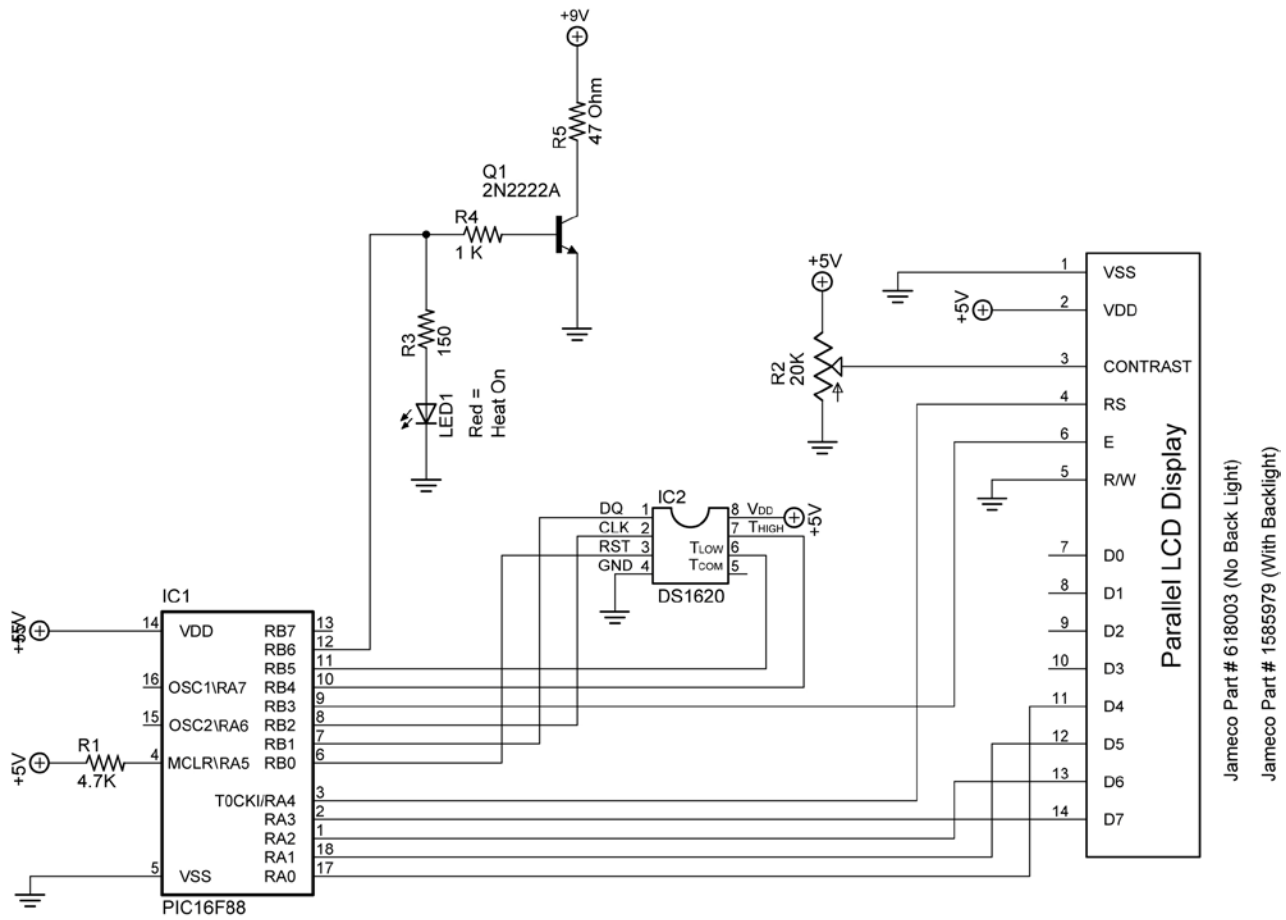 +9V
R5
47 Ohm
Q1
2N2222A
R4
1 K
R3
150
LED1
Red =
Heat On
+5V
R2
20K
1 VSS
+5V
2 VDD
3 CONTRAST
4 RS
6 E
5 R/W
7 D0
8 D1
9 D2
10 D3
11 D4
12 D5
13 D6
14 D7
Parallel LCD Display
Jameco Part # 618003 (No Back Light)
Jameco Part # 1585979 (With Backlight)
IC2
DQ 1
CLK 2
RST 3
GND 4
8 VDD
7 THIGH
TLOW 6
TCOM 5
+5V
DS1620
IC1
14 VDD
16 OSC1\RA7
15 OSC2\RA6
+5V
R1
4.7K
4 MCLR\RA5
5 VSS
RB7 13
RB6 12
RB5 11
RB4 10
RB3 9
RB2 8
RB1 7
RB0 6
T0CKI/RA4 3
RA3 2
RA2 1
RA1 18
RA0 17
PIC16F88